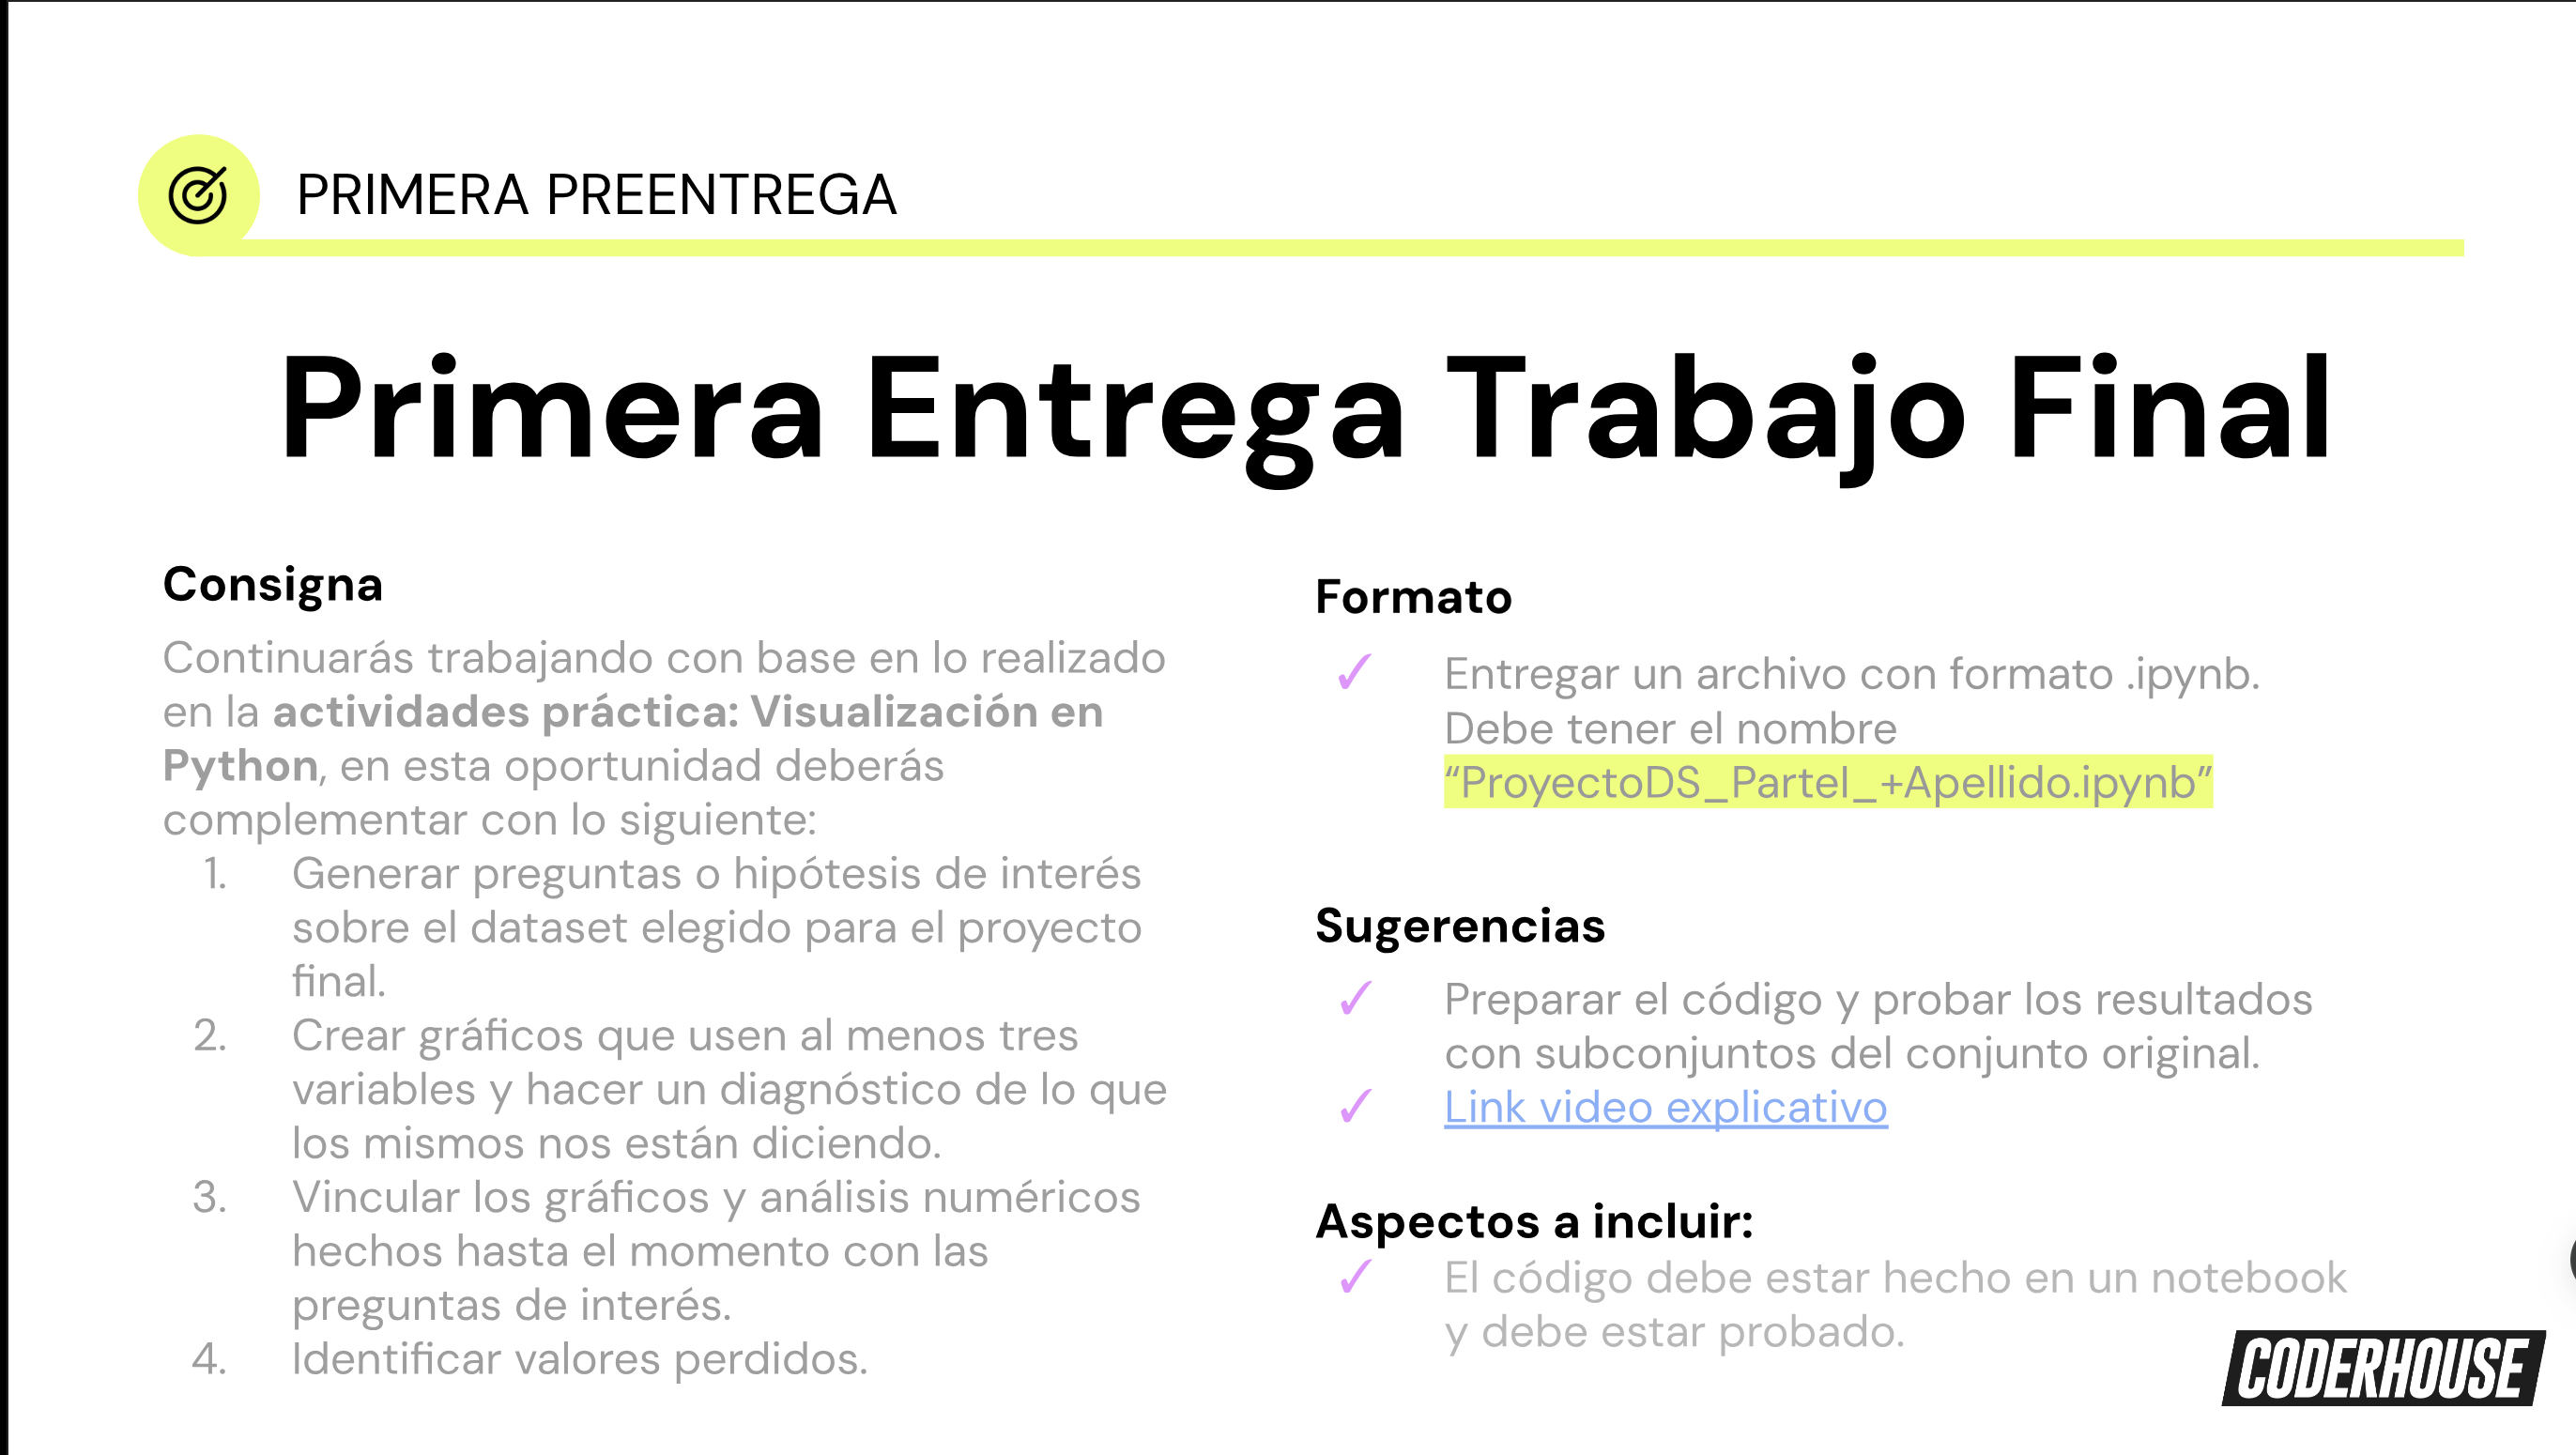 PRIMERA PREENTREGA
Primera Entrega Trabajo Final
Consigna
Continuarás trabajando con base en lo realizado
en la actividades práctica: Visualización en
Python, en esta oportunidad deberás
complementar con lo siguiente:
1. Generar preguntas o hipótesis de interés
sobre el dataset elegido para el proyecto
final.
2. Crear gráficos que usen al menos tres
variables y hacer un diagnóstico de lo que
los mismos nos están diciendo.
3. Vincular los gráficos y análisis numéricos
hechos hasta el momento con las
preguntas de interés.
4. Identificar valores perdidos.
Formato
✓ Entregar un archivo con formato .ipynb.
Debe tener el nombre
“ProyectoDS_ParteI_+Apellido.ipynb”
Sugerencias
✓ Preparar el código y probar los resultados
con subconjuntos del conjunto original.
✓ Link video explicativo
Aspectos a incluir:
✓ El código debe estar hecho en un notebook
y debe estar probado.
CODERHOUSE